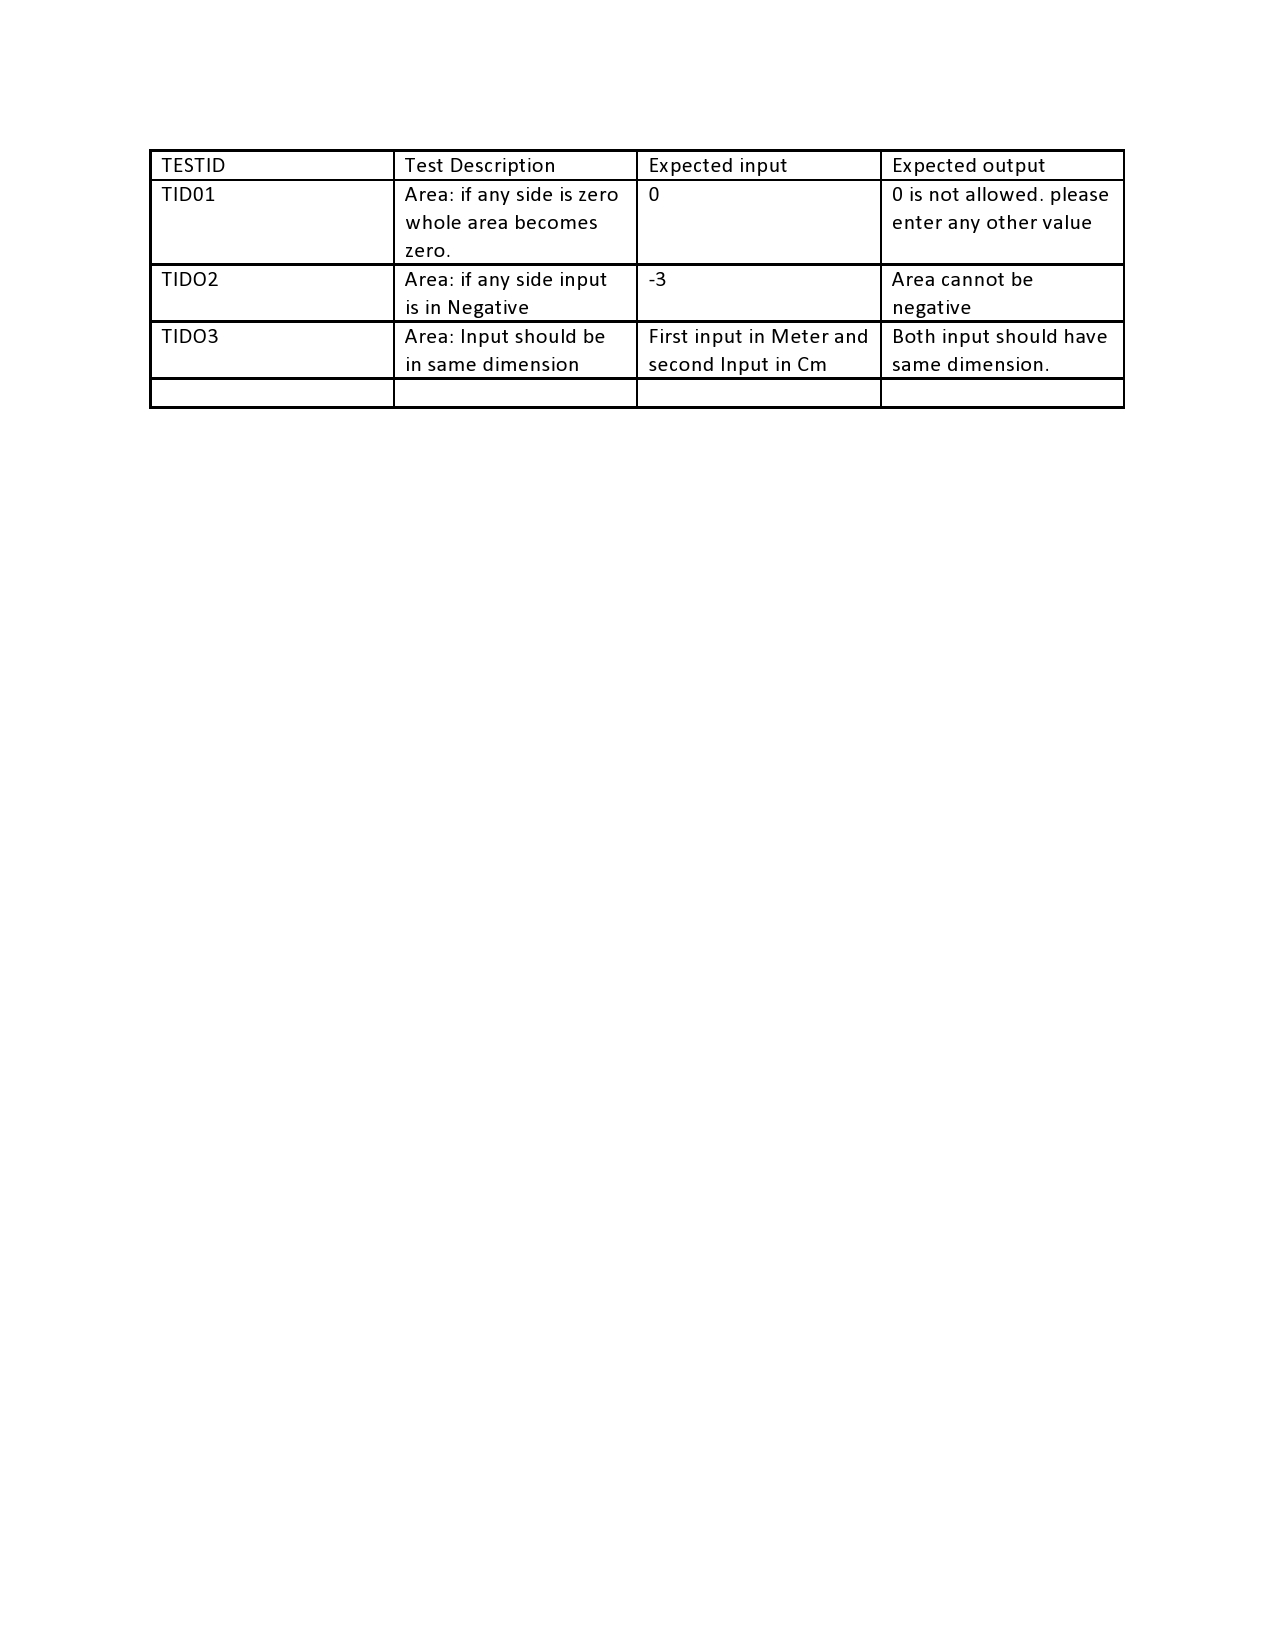 TESTID Test Description Expected input Expected output
TID01 Area: if any side is zero 0 0 is not allowed. please
whole area becomes enter any other value
zero.
TIDO2 Area: if any side input -3 Area cannot be
is in Negative negative
TIDO3 Area: Input should be First input in Meter and Both input should have
in same dimension second Input in Cm same dimension.